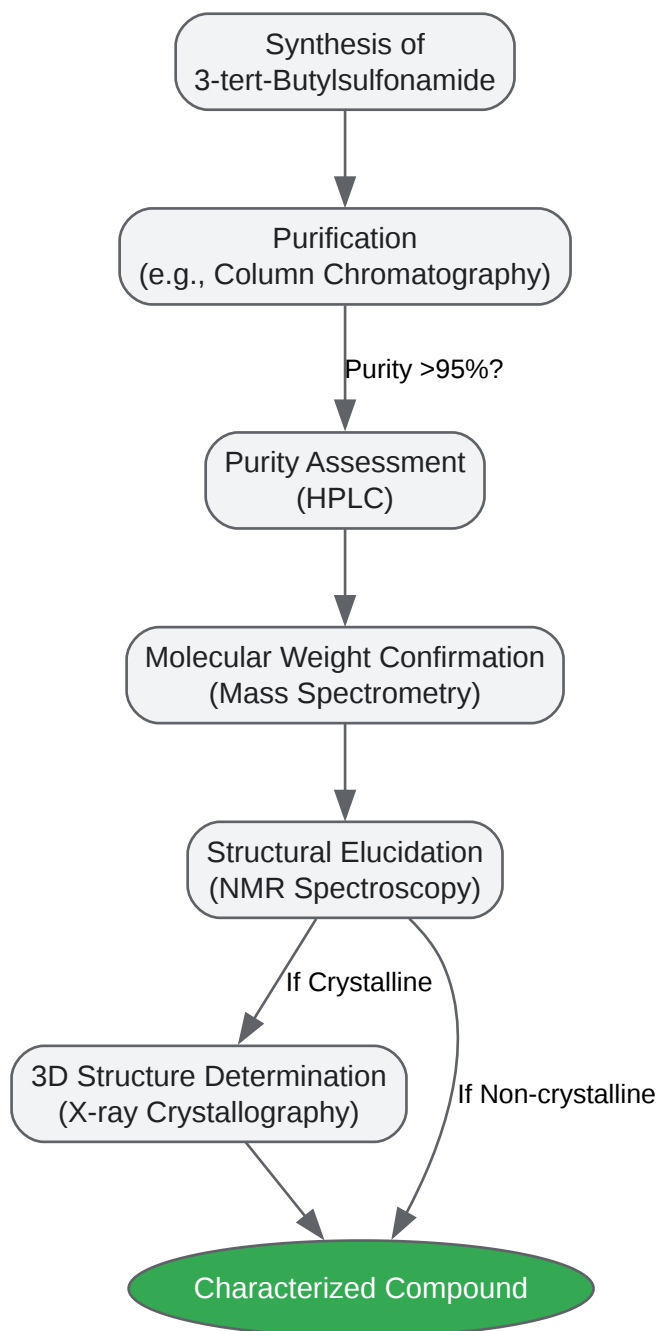 Synthesis of
3-tert-Butylsulfonamide
Purification
(e.g., Column Chromatography)
Purity >95%?
Purity Assessment
(HPLC)
Molecular Weight Confirmation
(Mass Spectrometry)
Structural Elucidation
(NMR Spectroscopy)
If Crystalline
3D Structure Determination
(X-ray Crystallography)
If Non-crystalline
Characterized Compound